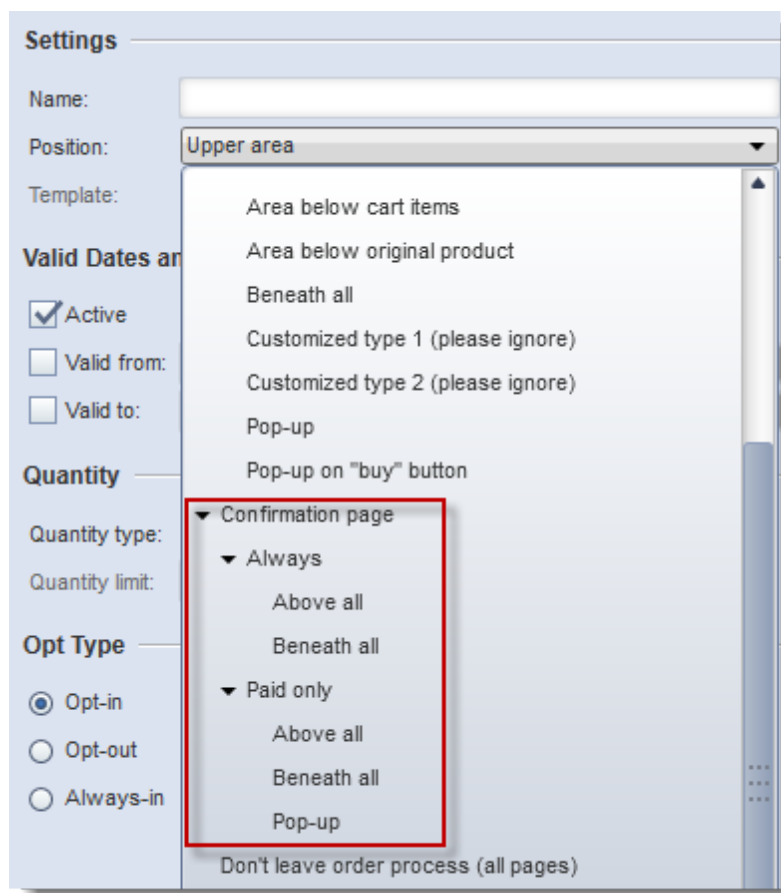 Settings
Name:
Position:
Upper area
Template:
Area below cart items
Area below original product
Valid Dates an
Beneath all
Active
Customized type 1 (please ignore)
Valid from:
Customized type 2 (please ignore)
Valid to:
Pop-up
Pop-up on "buy" button
Quantity
Confirmation page
Quantity type:
Always
Quantity limit:
Above all
Beneath all
Opt Type
Paid only
Opt-in
Above all
Opt-out
Beneath all
Always-in
Pop-up
Don't leave order process (all pages)